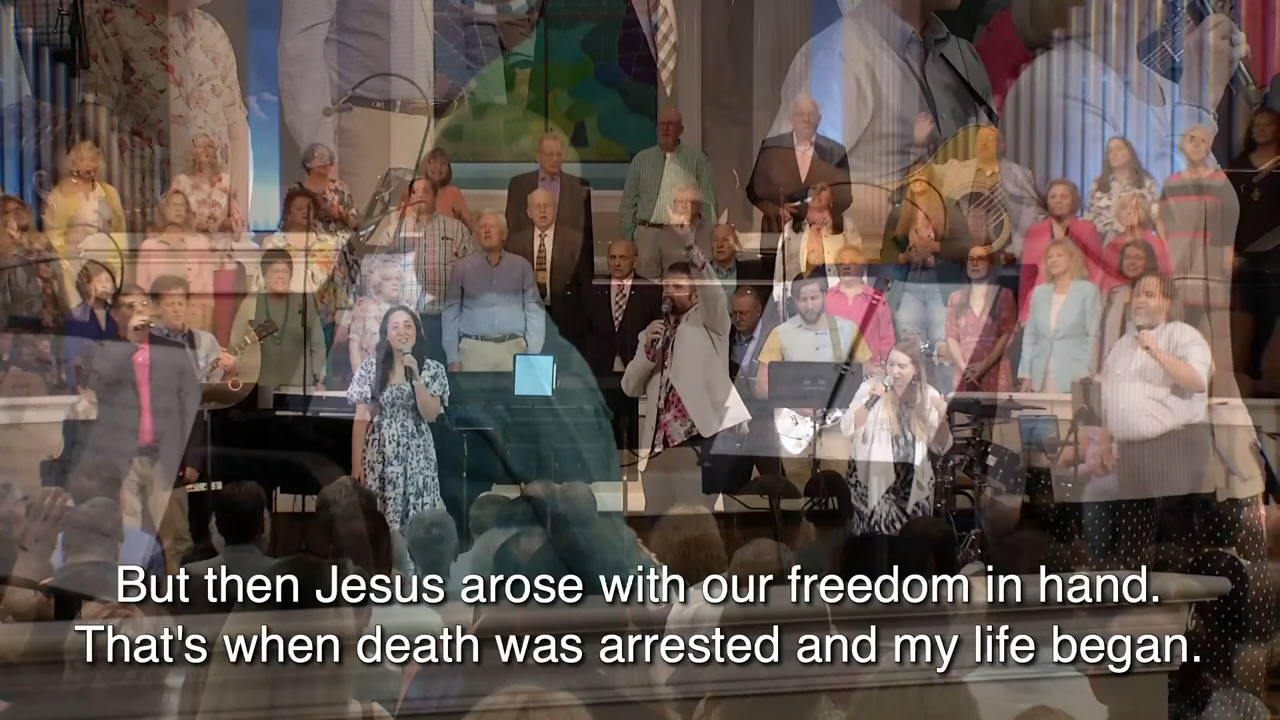 But then Jesus arose with our freedom in hand.
That's when death was arrested and my life began.